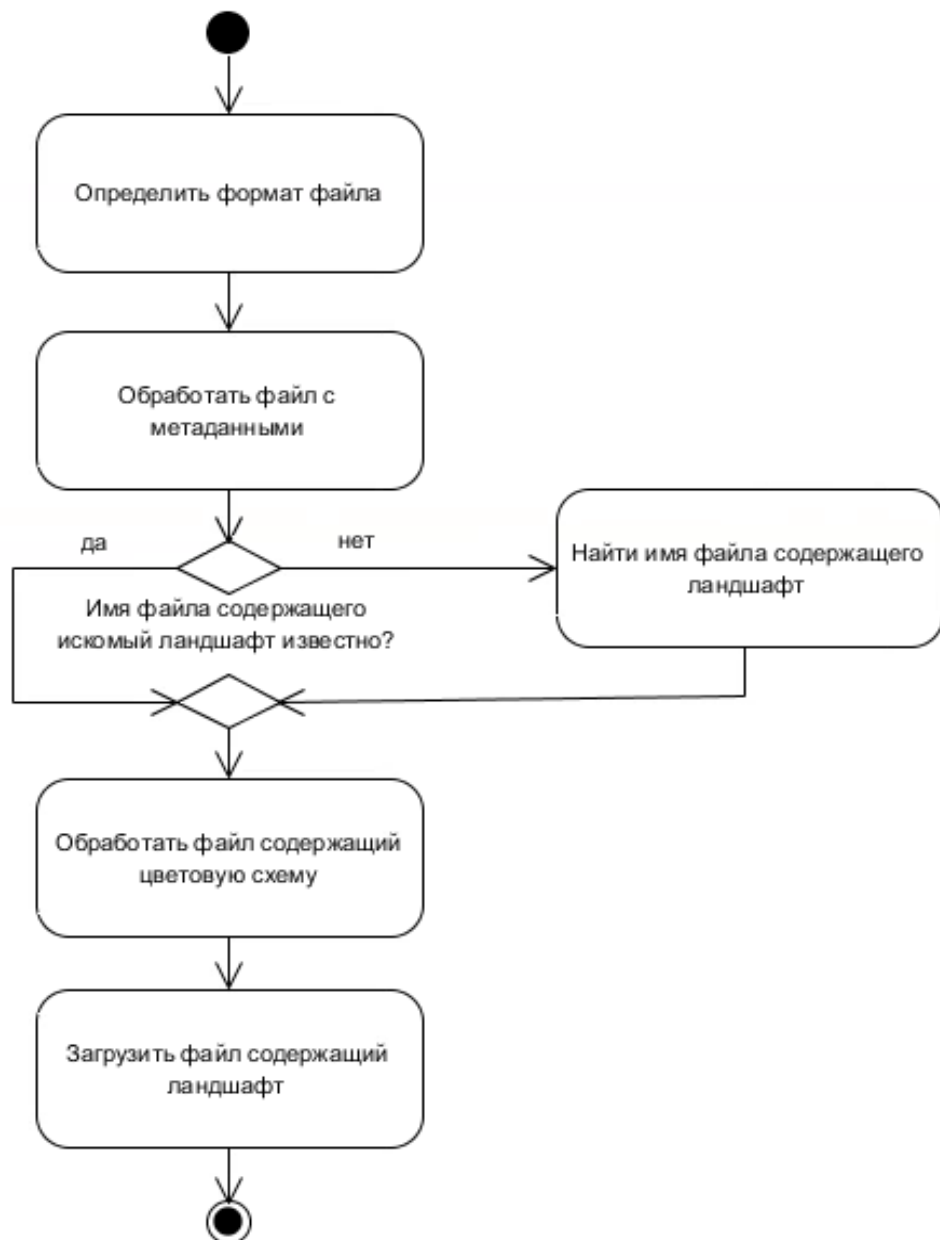 Определить формат файла
Обработать файл с
метаданными
да
нет
Найти имя файла содержащего
ландшафт
Имя файла содержащего
искомый ландшафт известно?
Обработать файл содержащий
цветовую схему
Загрузить файл содержащий
ландшафт